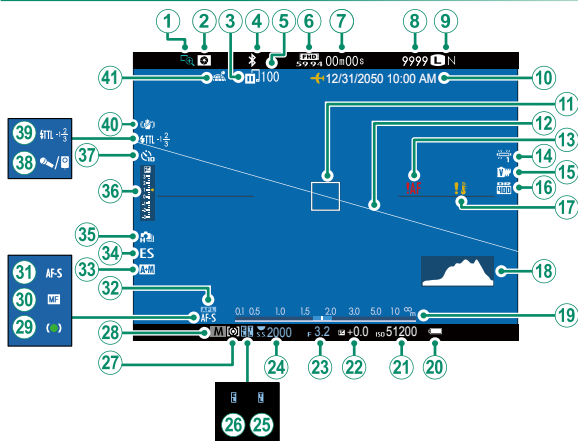 1 2 3 4 5 6 7 8 9
FHD 59.94 00m00s 9999 L N
41 100 12/31/2050 10:00 AM 10
11
12
13
39 TTL -1 2/3
40
TTL -1 2/3
14
38
37
15
16
36
17
35 H
34 ES
18
31 AF-S
33 A-M
30 MF
32
29
AF-S
0.1 0.5 1.0 1.5 2.0 3.0 5.0 10 ∞ m 19
28 M S.S. 2000 F 3.2 +0.0 ISO 51200
27 24 23 22 21 20
26 25